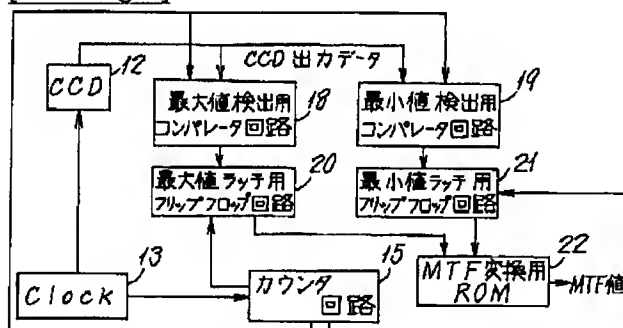 CCD出力データ
12
CCD
最大値検出用
コンパレータ回路
18
最小値検出用
コンパレータ回路
19
最大値ラッチ用
フリップフロップ回路
20
最小値ラッチ用
フリップフロップ回路
21
Clock
13
カウンタ
回路
15
MTF変換用
ROM
22
MTF値